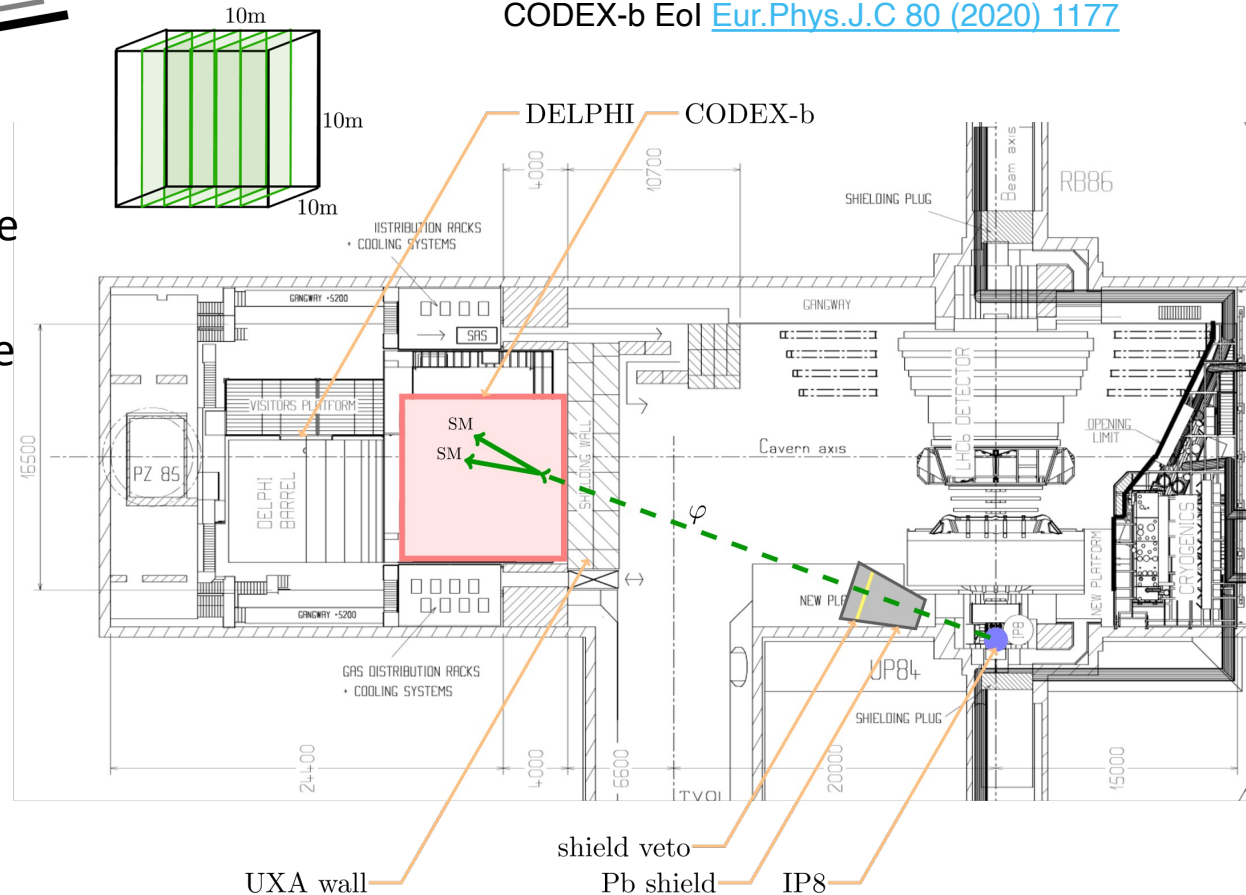 10m
CODEX-b EoI Eur.Phys.J.C 80 (2020) 1177
10m
10m
DELPHI
CODEX-b
e
e
4000
10700
Beam axis
RB86
SHIELDING PLUG
DISTRIBUTION RACKS
+ COOLING SYSTEMS
GANGWAY +5200
SAS
GANGWAY
VISITORS PLATFORM
SM
SM
SHIELDING WALL
LHCb DETECTOR
OPENING
LIMIT
Cavern axis
16500
PZ 85
DELPHI
BARREL
φ
CRYOGENICS
NEW PLATFORM
NEW PLA
IP8
GANGWAY +5200
GAS DISTRIBUTION RACKS
+ COOLING SYSTEMS
UP84
SHIELDING PLUG
24400
4000
6600
20000
15000
shield veto
UXA wall
Pb shield
IP8